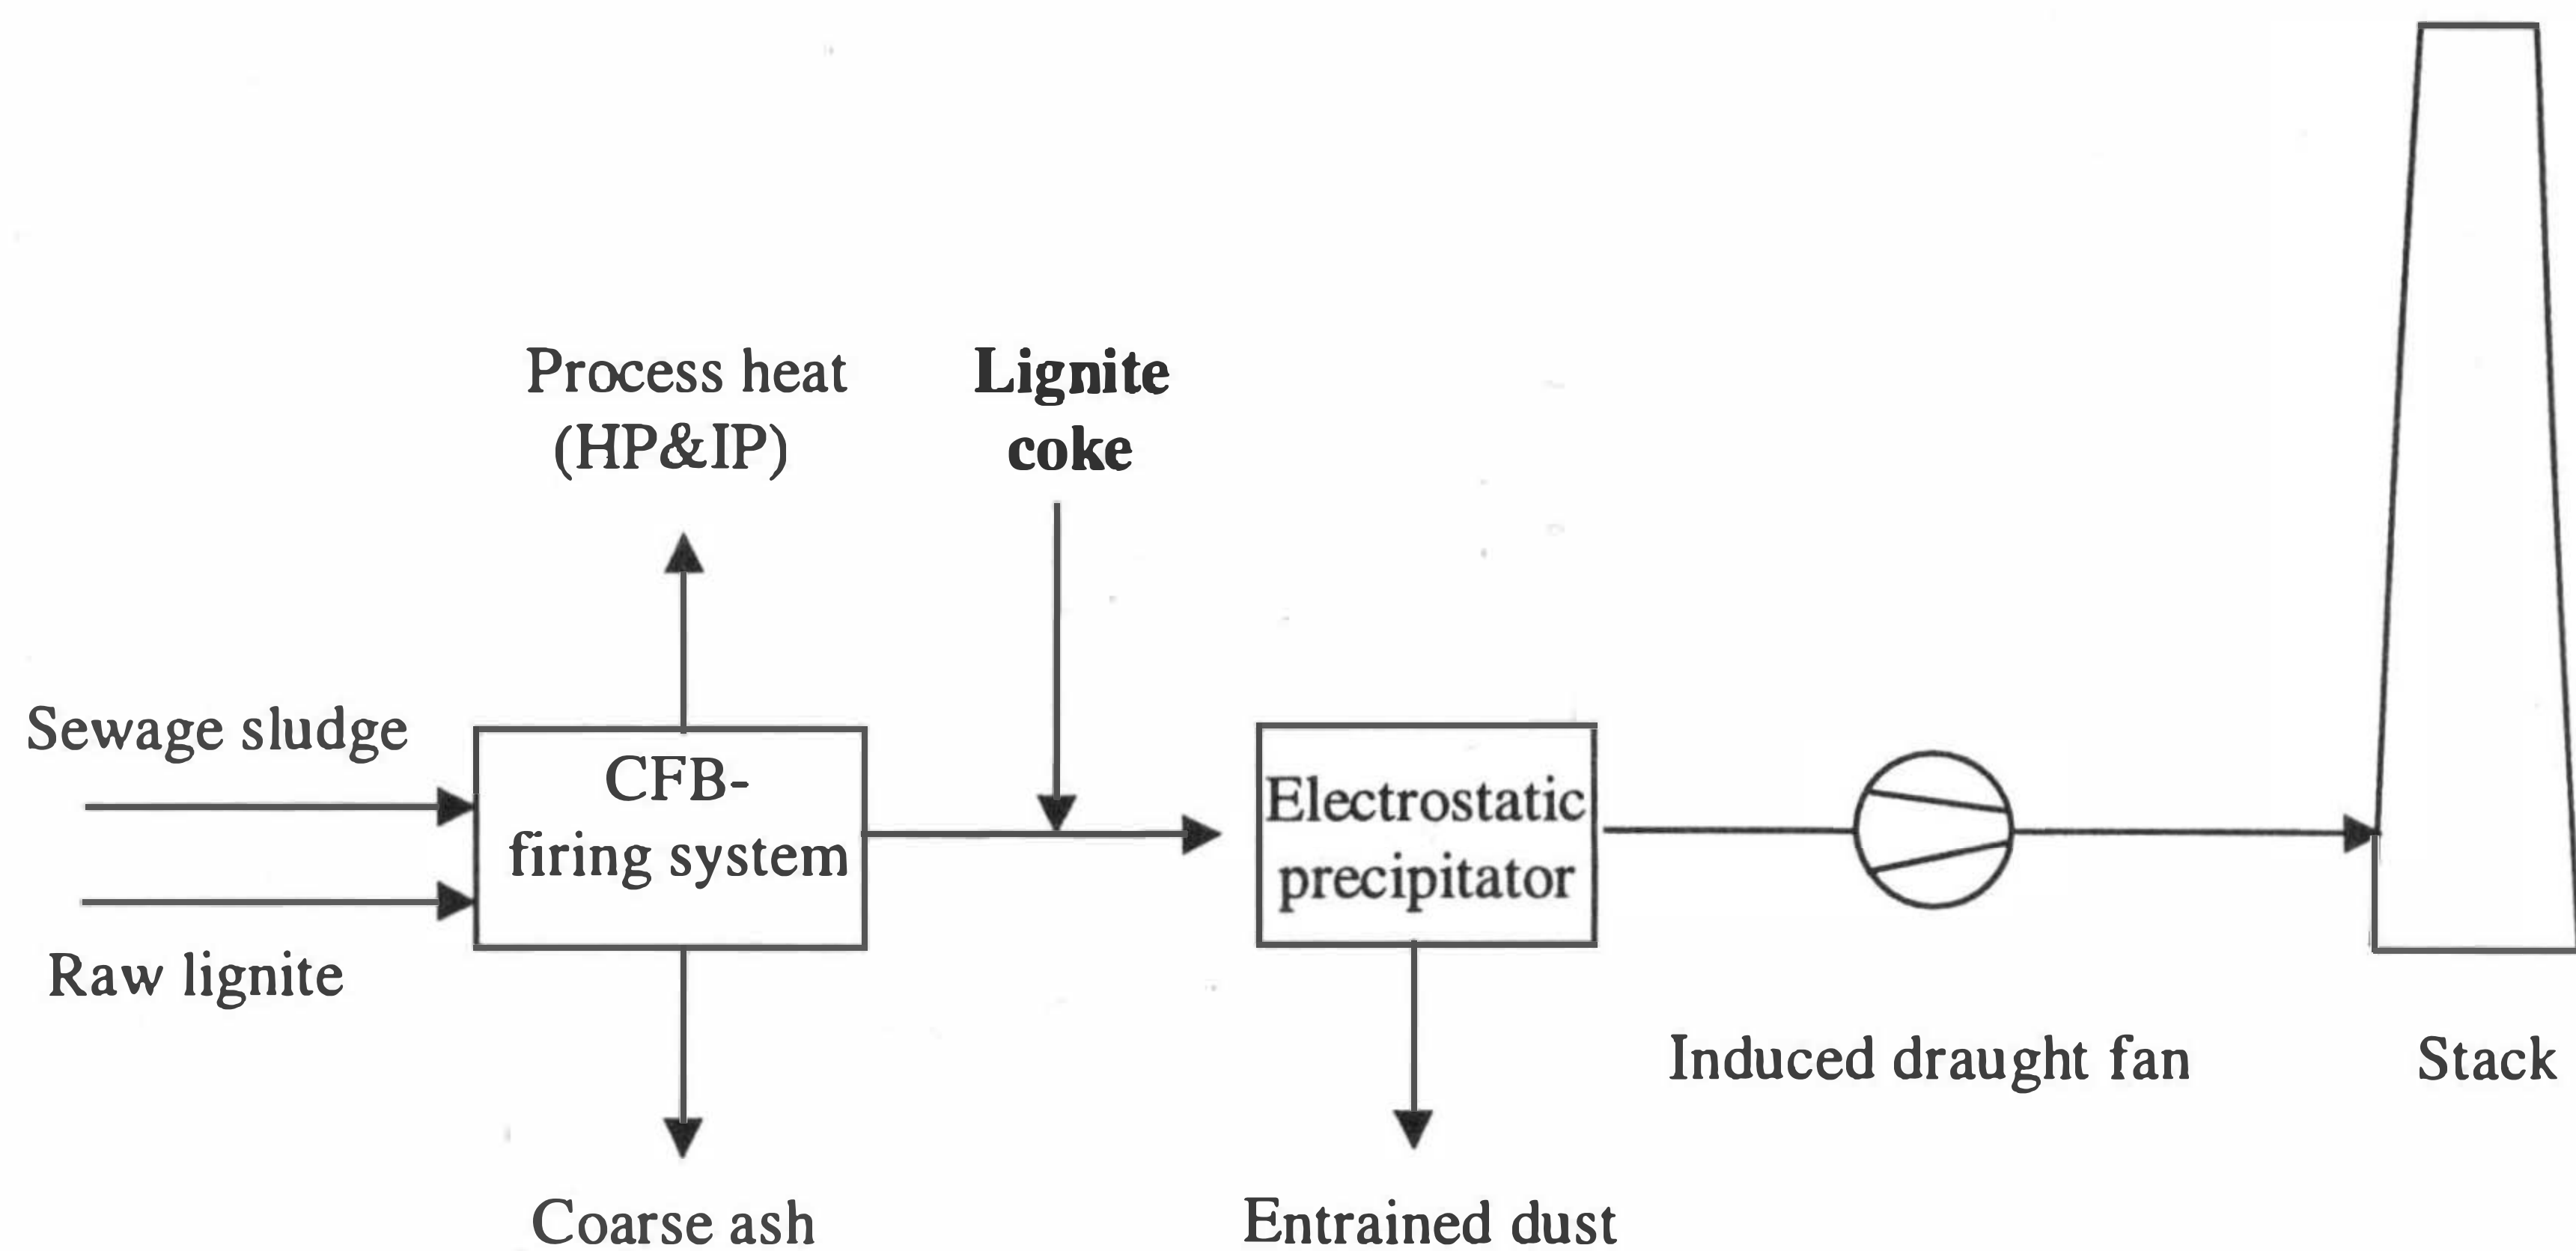 Process heat
(HP&IP)
Lignite
coke
Sewage sludge
CFB-
firing system
Electrostatic
precipitator
Raw lignite
Induced draught fan
Stack
Coarse ash
Entrained dust